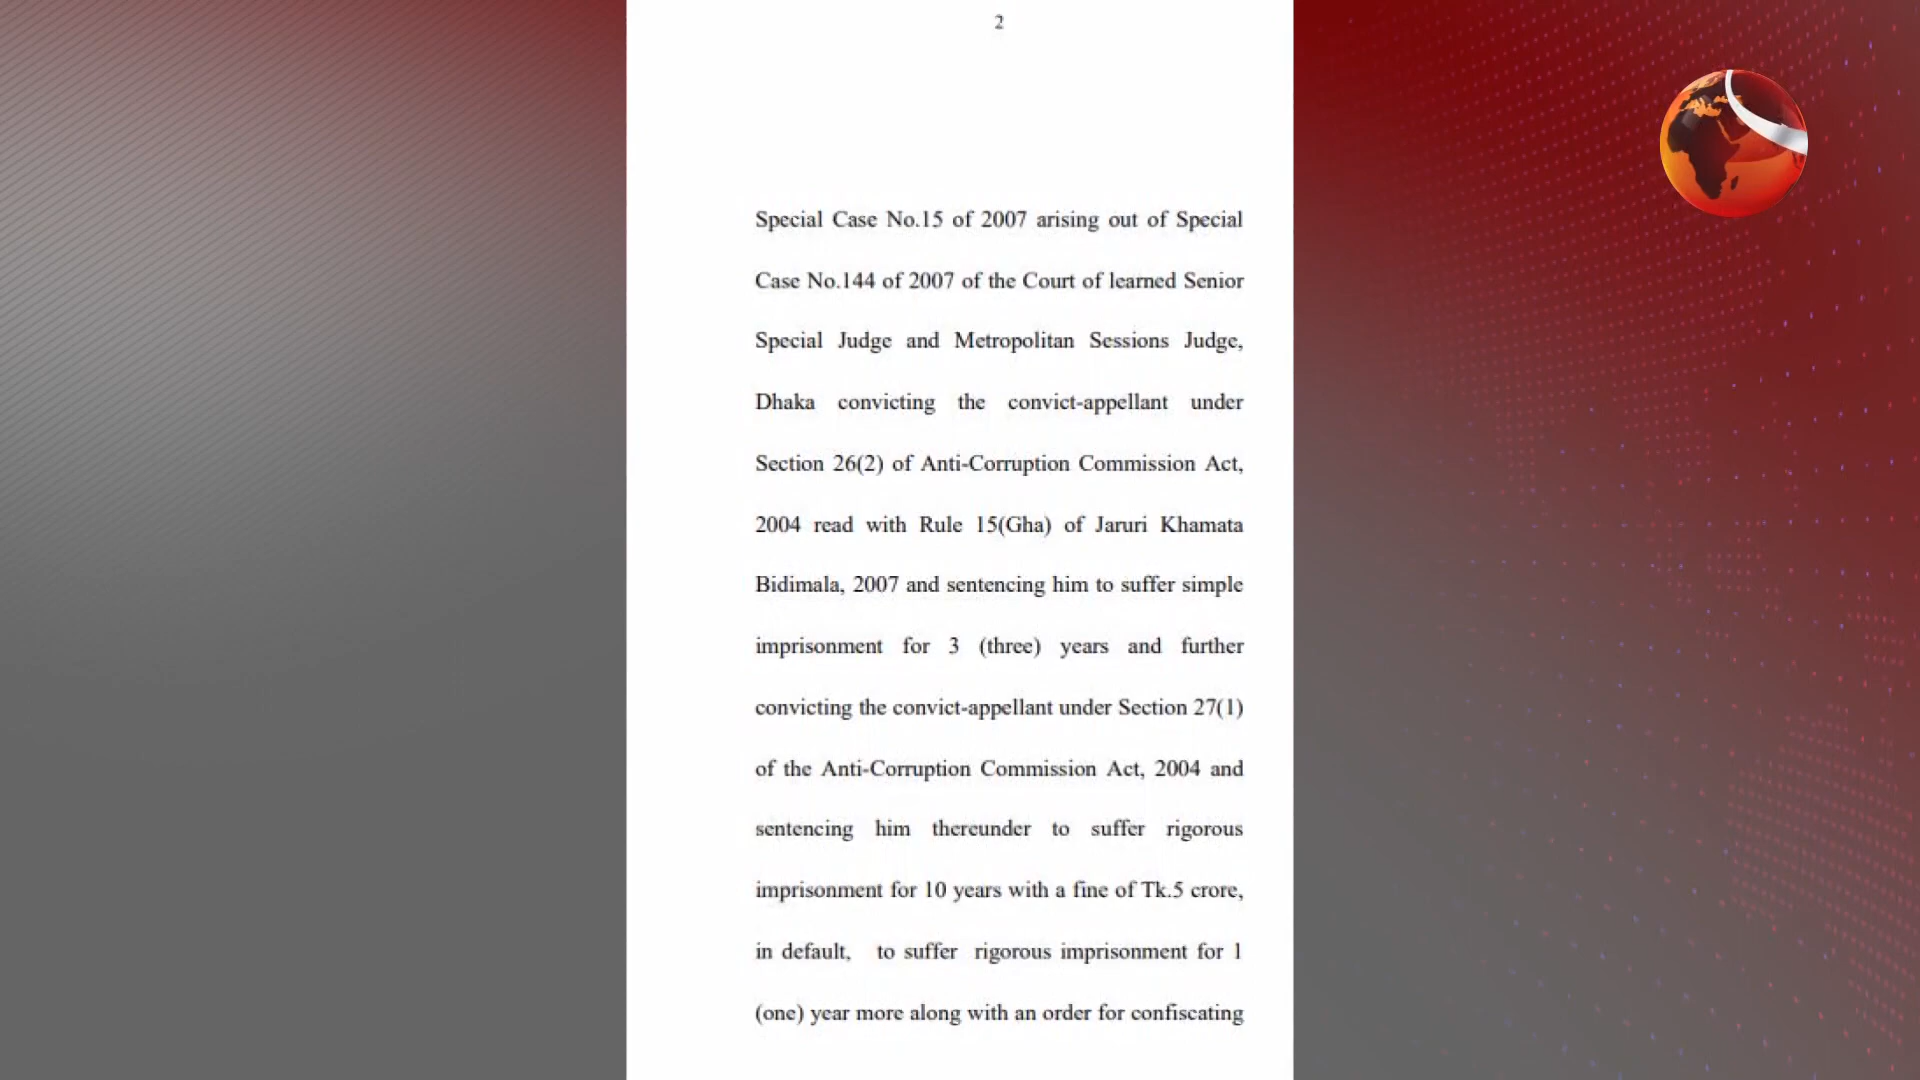 2
Special Case No.15 of 2007 arising out of Special
Case No.144 of 2007 of the Court of learned Senior
Special Judge and Metropolitan Sessions Judge,
Dhaka convicting the convict-appellant under
Section 26(2) of Anti-Corruption Commission Act,
2004 read with Rule 15(Gha) of Jaruri Khamata
Bidimala, 2007 and sentencing him to suffer simple
imprisonment for 3 (three) years and further
convicting the convict-appellant under Section 27(1)
of the Anti-Corruption Commission Act, 2004 and
sentencing him thereunder to suffer rigorous
imprisonment for 10 years with a fine of Tk.5 crore,
in default, to suffer rigorous imprisonment for 1
(one) year more along with an order for confiscating